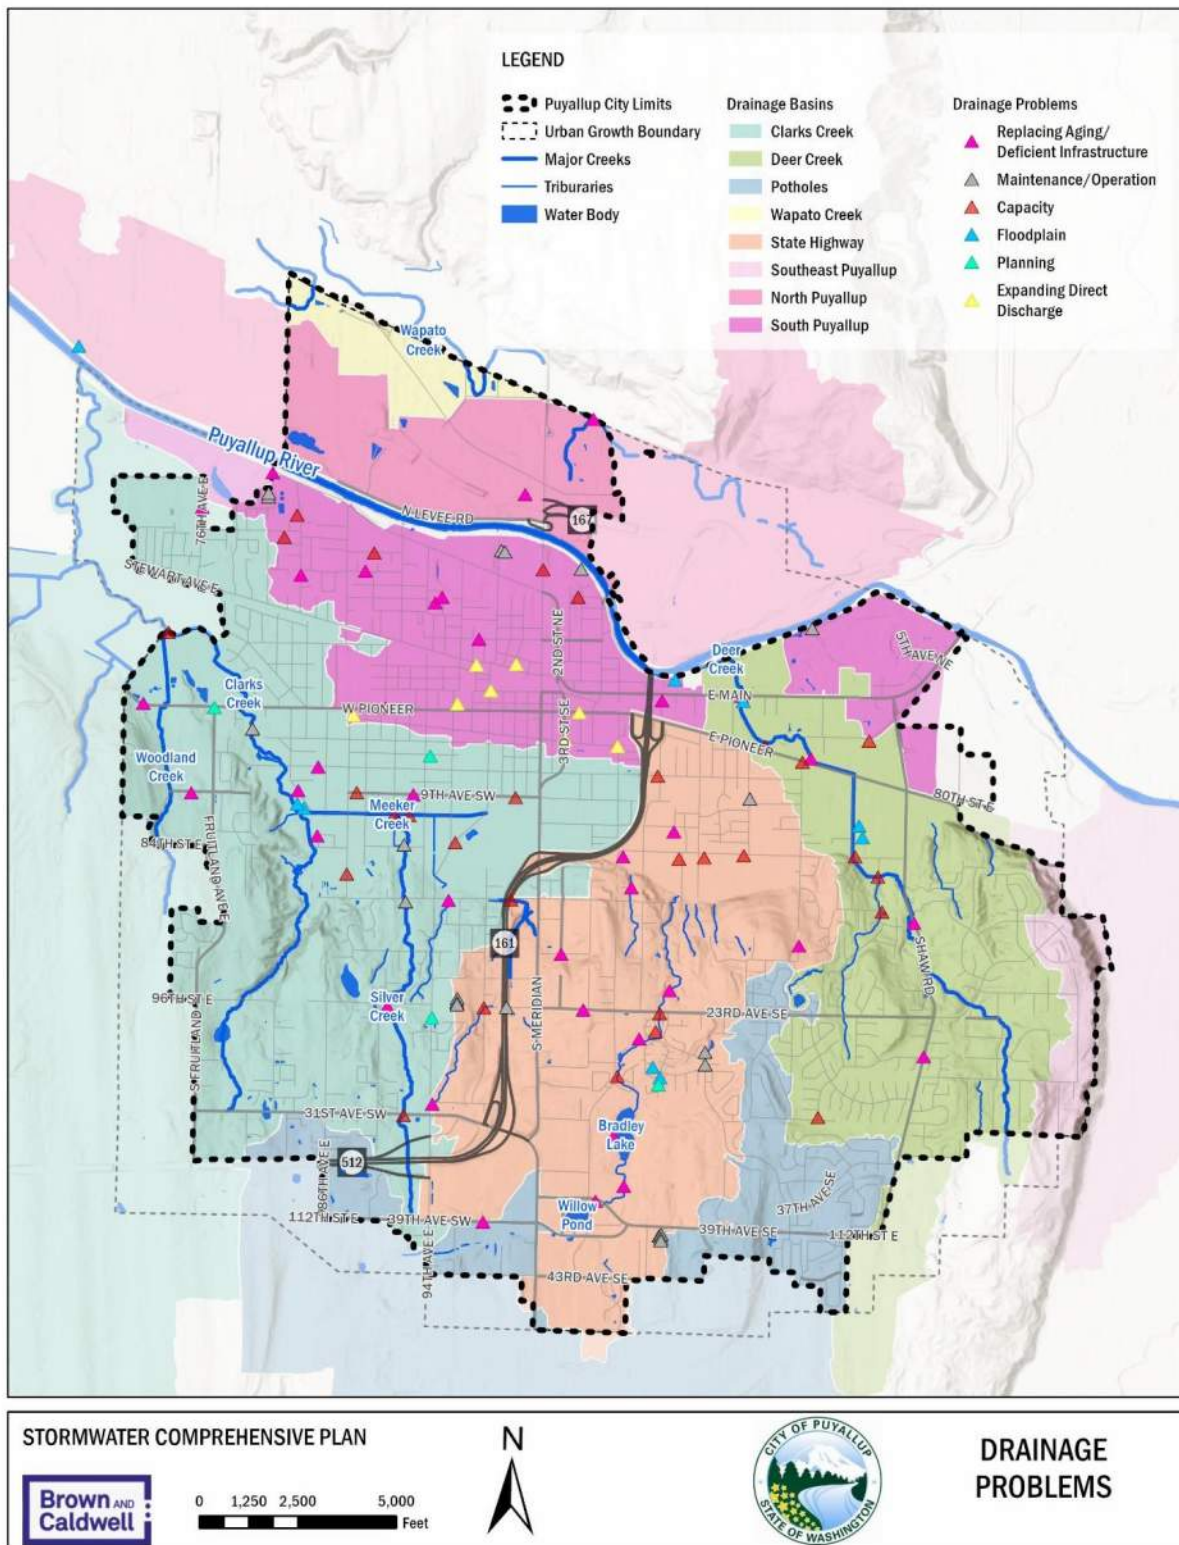 LEGEND
Puyallup City Limits
Urban Growth Boundary
Major Creeks
Triburaries
Water Body
Drainage Basins
Clarks Creek
Deer Creek
Potholes
Wapato Creek
State Highway
Southeast Puyallup
North Puyallup
South Puyallup
Drainage Problems
Replacing Aging/
Deficient Infrastructure
Maintenance/Operation
Capacity
Floodplain
Planning
Expanding Direct
Discharge
Wapato
Creek
Puyallup River
76TH AVE E
N LEVEE RD
167
STEWART AVE E
2ND ST NE
5TH AVE NE
Deer
Creek
E MAIN
Clarks
Creek
W PIONEER
3RD ST SE
E PIONEER
Woodland
Creek
9TH AVE SW
80TH ST E
Meeker
Creek
84TH ST E
FRUITLAND AVE E
161
SHAW RD
96TH ST E
Silver
Creek
S MERIDIAN
23RD AVE SE
S FRUITLAND
31ST AVE SW
Bradley
Lake
512
86TH AVE E
112TH ST E
39TH AVE SW
Willow
Pond
39TH AVE SE
37TH AVE SE
112TH ST E
94TH AVE E
43RD AVE SE
STORMWATER COMPREHENSIVE PLAN
Brown AND
Caldwell
0 1,250 2,500 5,000
Feet
N
CITY OF PUYALLUP
STATE OF WASHINGTON
DRAINAGE
PROBLEMS